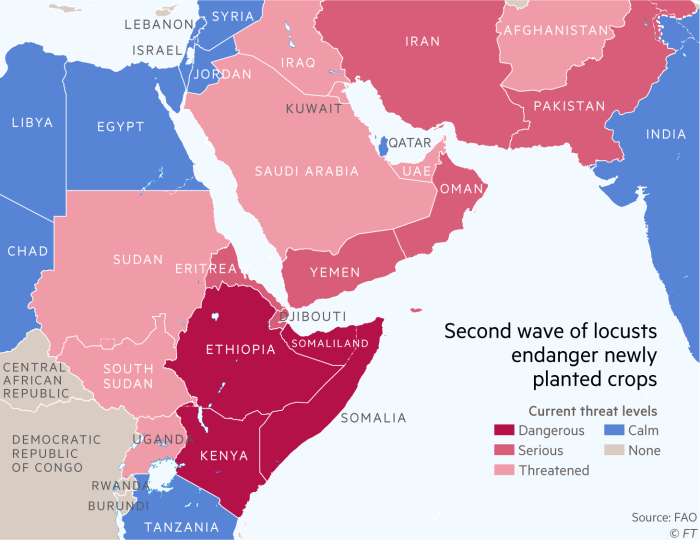 LEBANON
SYRIA
ISRAEL
JORDAN
IRAQ
IRAN
AFGHANISTAN
KUWAIT
PAKISTAN
LIBYA
EGYPT
QATAR
INDIA
SAUDI ARABIA
UAE
OMAN
CHAD
SUDAN
ERITREA
YEMEN
DJIBOUTI
ETHIOPIA
SOMALILAND
CENTRAL
AFRICAN
REPUBLIC
SOUTH
SUDAN
SOMALIA
DEMOCRATIC
REPUBLIC
OF CONGO
UGANDA
KENYA
RWANDA
BURUNDI
TANZANIA
Second wave of locusts
endanger newly
planted crops
Current threat levels
Dangerous
Calm
Serious
None
Threatened
Source: FAO
© FT